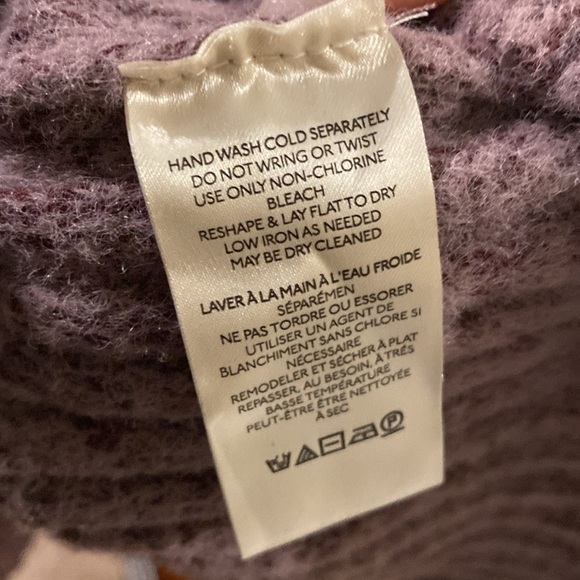 HAND WASH COLD SEPARATELY
DO NOT WRING OR TWIST
USE ONLY NON-CHLORINE
BLEACH
RESHAPE & LAY FLAT TO DRY
LOW IRON AS NEEDED
MAY BE DRY CLEANED
LAVER À LA MAIN À L'EAU FROIDE
SÉPARÉMEN
NE PAS TORDRE OU ESSORER
UTILISER UN AGENT DE
BLANCHIMENT SANS CHLORE SI
NÉCESSAIRE
REMODELER ET SÉCHER À PLAT
REPASSER, AU BESOIN, À TRÉS
BASSE TEMPÉRATURE
PEUT-ÊTRE ÊTRE NETTOYÉE
À SEC
P